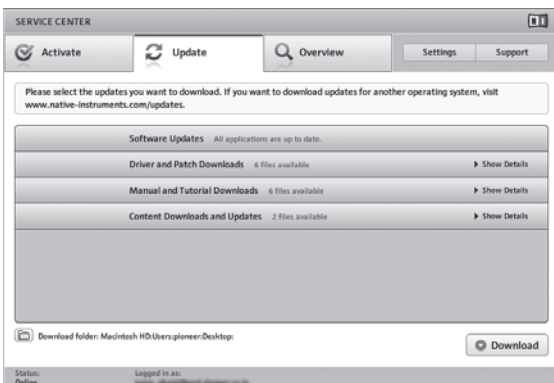 SERVICE CENTER
Activate
Update
Overview
Settings
Support
Please select the updates you want to download. If you want to download updates for another operating system, visit
www.native-instruments.com/updates.
Software Updates All applications are up to date.
Driver and Patch Downloads 4 files available
Show Details
Manual and Tutorial Downloads 6 files available
Show Details
Content Downloads and Updates 2 files available
Show Details
Download folder: Macintosh HD:Users:pioneer:Desktop:
Download
Status:
Online
Logged in as: